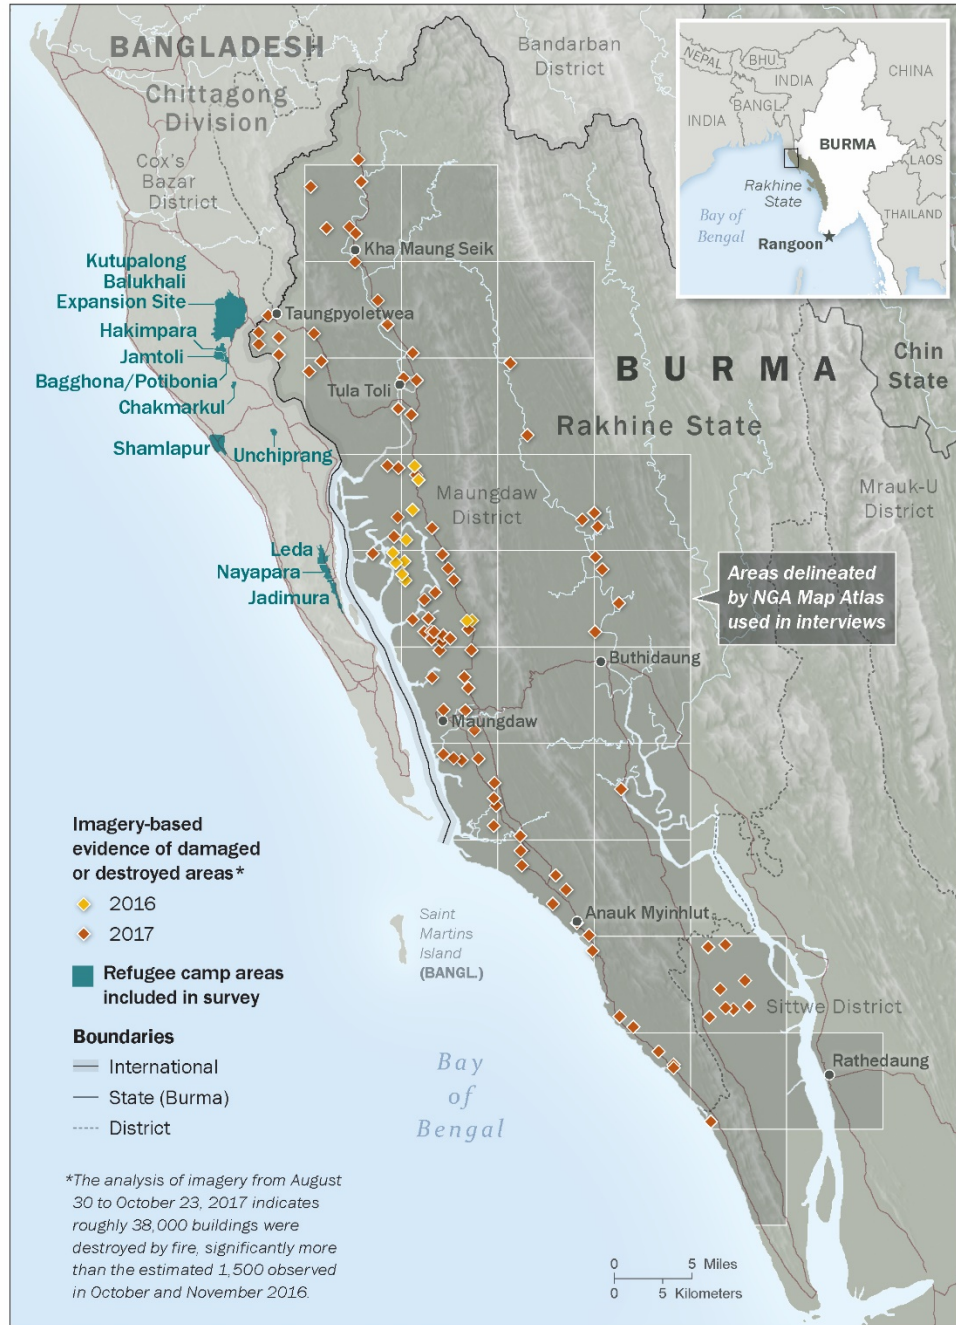 BANGLADESH
Chittagong
Division
Bandarban
District
Cox's
Bazar
District
NEPAL
BHU.
CHINA
INDIA
BANGL.
INDIA
BURMA
LAOS
Rakhine
State
THAILAND
Bay of
Bengal
Rangoon
Kha Maung Seik
Kutupalong
Balukhali
Expansion Site
Taungpyoletwea
Hakimpara
Jamtoli
Bagghona/Potibonia
Chakmarkul
Tula Toli
BURMA
Chin
State
Rakhine State
Shamlapur
Unchiprang
Maungdaw
District
Mrauk-U
District
Leda
Nayapara
Jadimura
Areas delineated
by NGA Map Atlas
used in interviews
Buthidaung
Maungdaw
Imagery-based
evidence of damaged
or destroyed areas*
2016
2017
Refugee camp areas
included in survey
Boundaries
International
State (Burma)
District
Saint
Martins
Island
(BANGL.)
Anauk Myinhlut
Sittwe District
Rathedaung
Bay
of
Bengal
*The analysis of imagery from August
30 to October 23, 2017 indicates
roughly 38,000 buildings were
destroyed by fire, significantly more
than the estimated 1,500 observed
in October and November 2016.
0 5 Miles
0 5 Kilometers